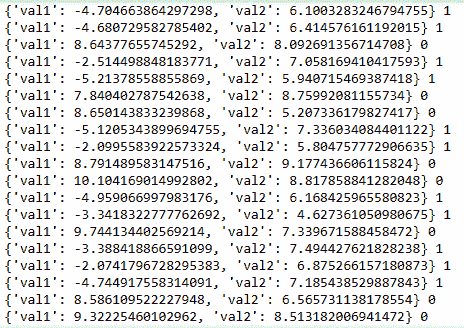 {'val1': -4.704663864297298, 'val2': 6.1003283246794755} 1
{'val1': -4.680729582785402, 'val2': 6.414576161192015} 1
{'val1': 8.64377655745292, 'val2': 8.092691356714708} 0
{'val1': -2.514498848183771, 'val2': 7.058169410417593} 1
{'val1': -5.21378558855869, 'val2': 5.940715469387418} 1
{'val1': 7.840402787542638, 'val2': 8.75992081155734} 0
{'val1': 8.650143833239868, 'val2': 5.207336179827417} 0
{'val1': -5.1205343899694755, 'val2': 7.336034084401122} 1
{'val1': -2.0995583922573324, 'val2': 5.804757772906635} 1
{'val1': 8.791489583147516, 'val2': 9.177436606115824} 0
{'val1': 10.104169014992802, 'val2': 8.817858841282048} 0
{'val1': -4.959066997983176, 'val2': 6.168425965580823} 1
{'val1': -3.3418322777762692, 'val2': 4.627361050980675} 1
{'val1': 9.744134402569214, 'val2': 7.339671588458472} 0
{'val1': -3.388418866591099, 'val2': 7.494427621828238} 1
{'val1': -2.0741796728295383, 'val2': 6.875266157180873} 1
{'val1': -4.744917558314091, 'val2': 7.185438529887843} 1
{'val1': 8.586109522227948, 'val2': 6.565731138178554} 0
{'val1': 9.32225460102962, 'val2': 8.513182006941472} 0